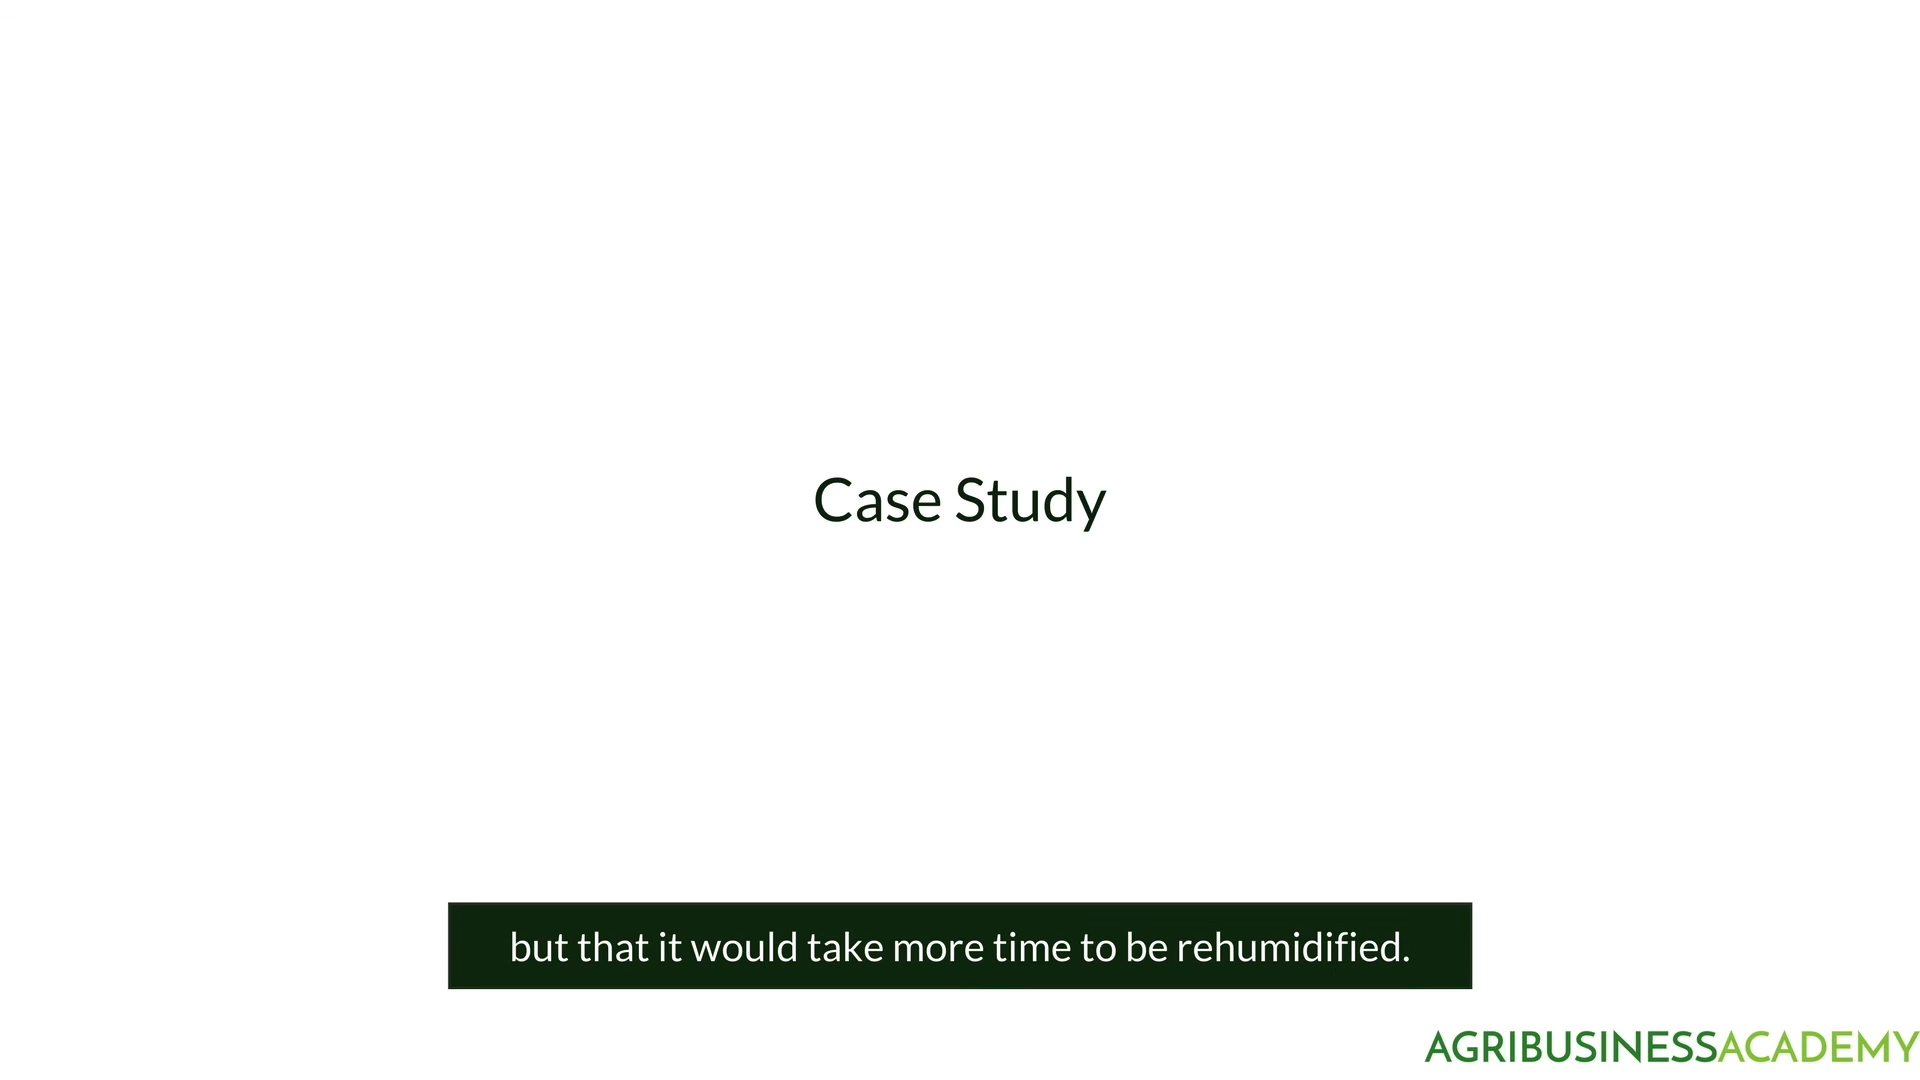 Case Study
but that it would take more time to be rehumidified.
AGRIBUSINESSACADEMY